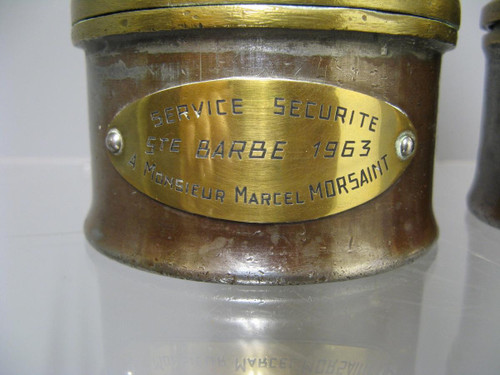 SERVICE SECURITE
STE BARBE 1963
A MONSIEUR MARCEL MORSAINT